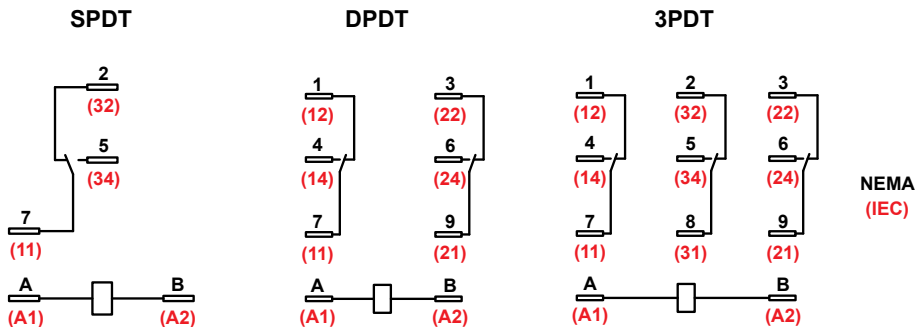 SPDT DPDT 3PDT
2 1 3 1 2 3
(32) (12) (22) (12) (32) (22)
5 4 6 4 5 6
(34) (14) (24) (14) (34) (24)
NEMA
(IEC)
7 7 9 7 8 9
(11) (11) (21) (11) (31) (21)
A B A B A B
(A1) (A2) (A1) (A2) (A1) (A2)